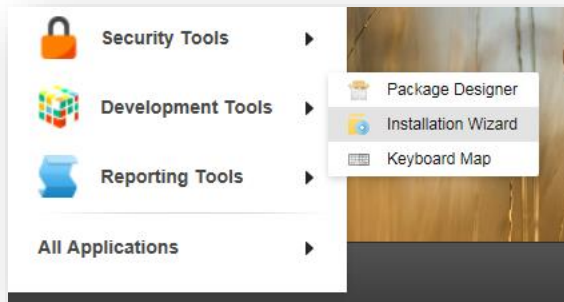 Security Tools
Development Tools
Package Designer
Installation Wizard
Keyboard Map
Reporting Tools
All Applications